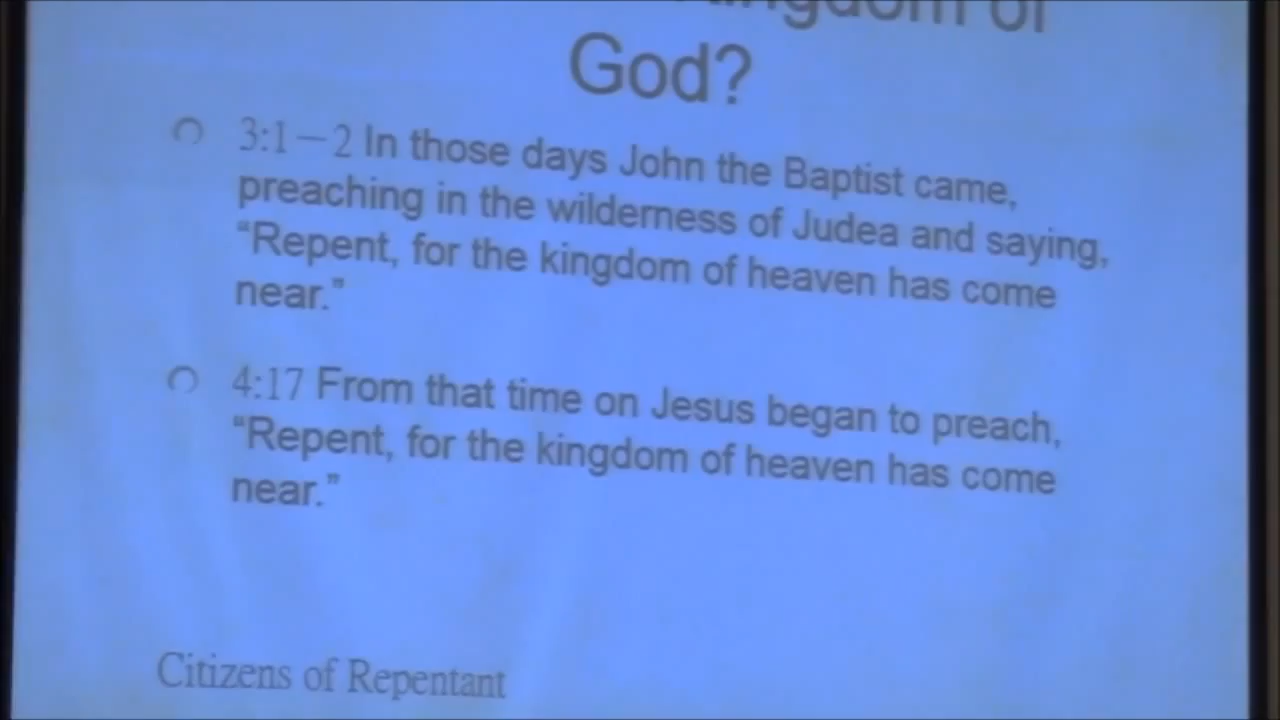 Kingdom of
God?
3:1－2 In those days John the Baptist came,
preaching in the wilderness of Judea and saying,
“Repent, for the kingdom of heaven has come
near.”
4:17 From that time on Jesus began to preach,
“Repent, for the kingdom of heaven has come
near.”
Citizens of Repentant